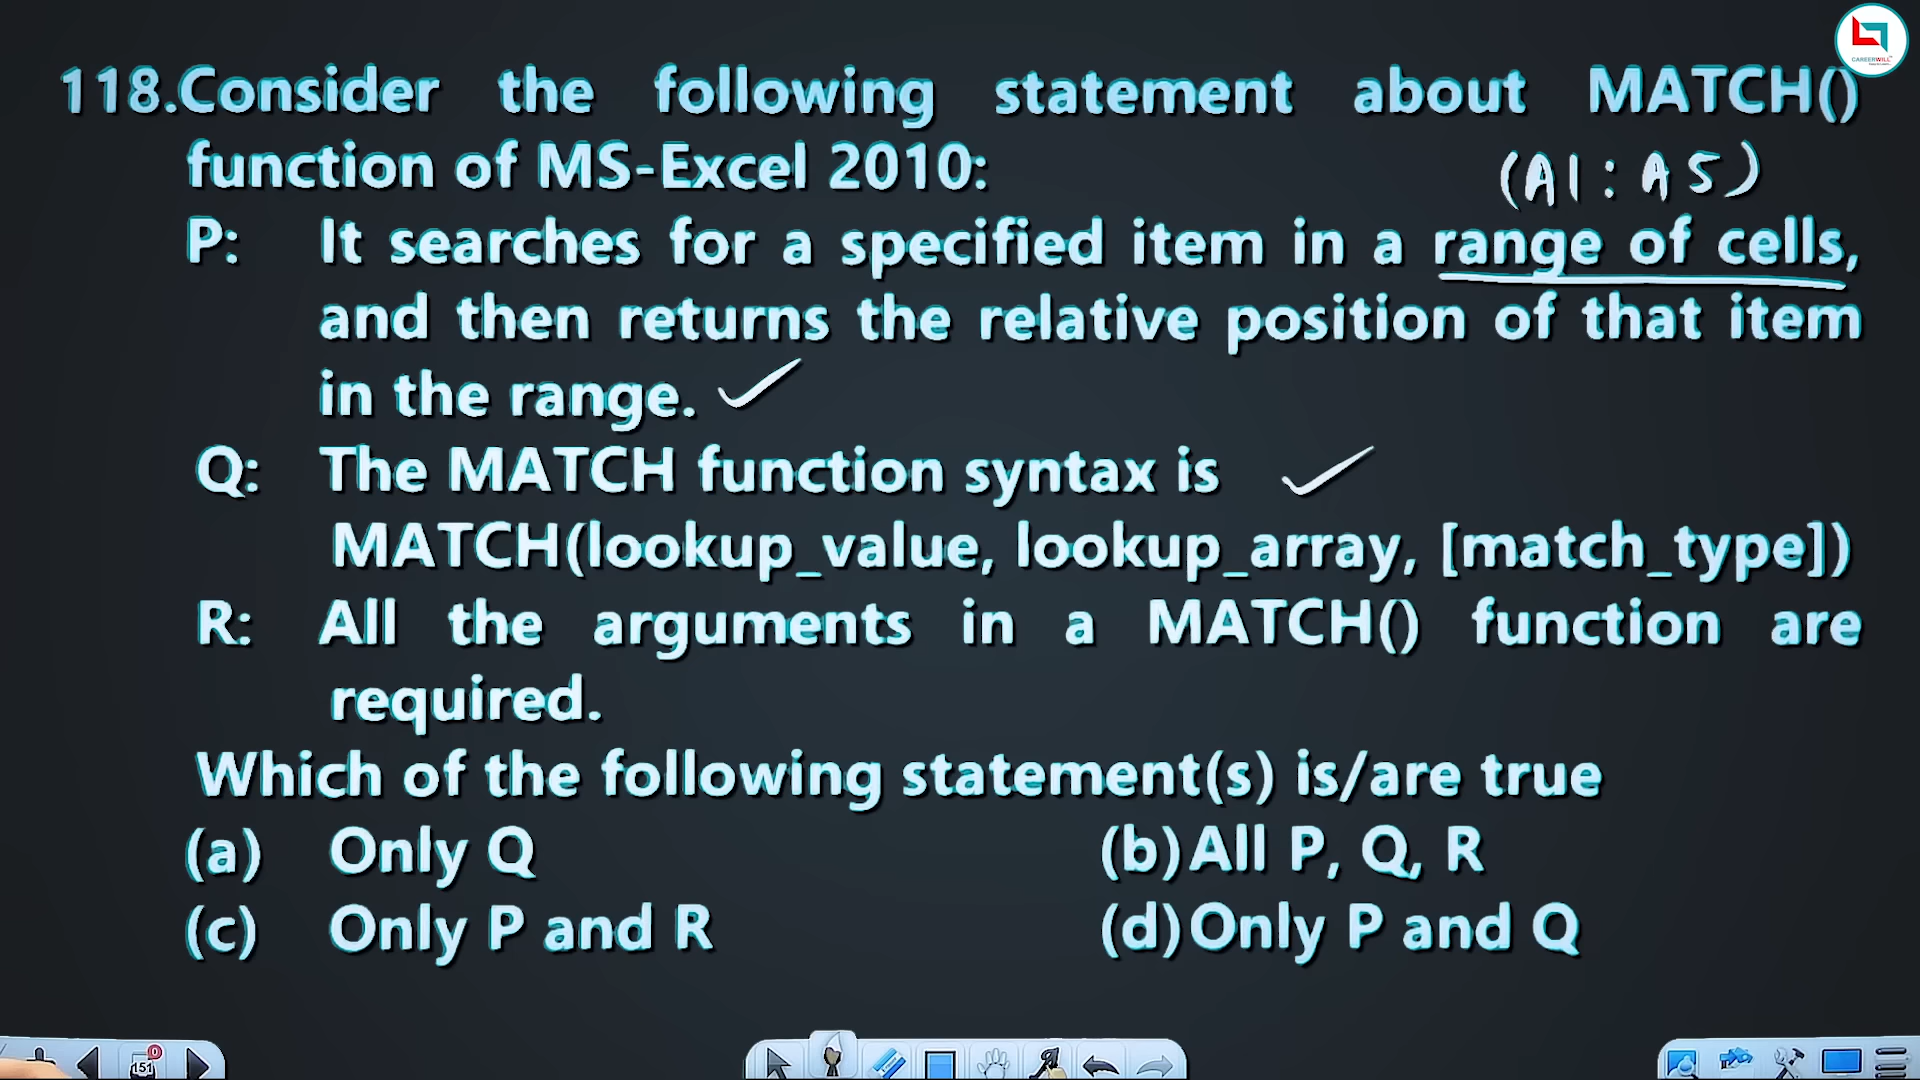 CAREERWILL
118.Consider the following statement about MATCH()
function of MS-Excel 2010:
(A1:A5)
P: It searches for a specified item in a range of cells,
and then returns the relative position of that item
in the range.
Q: The MATCH function syntax is
MATCH(lookup_value, lookup_array, [match_type])
R: All the arguments in a MATCH() function are
required.
Which of the following statement(s) is/are true
(a) Only Q (b) All P, Q, R
(c) Only P and R (d) Only P and Q
151
0